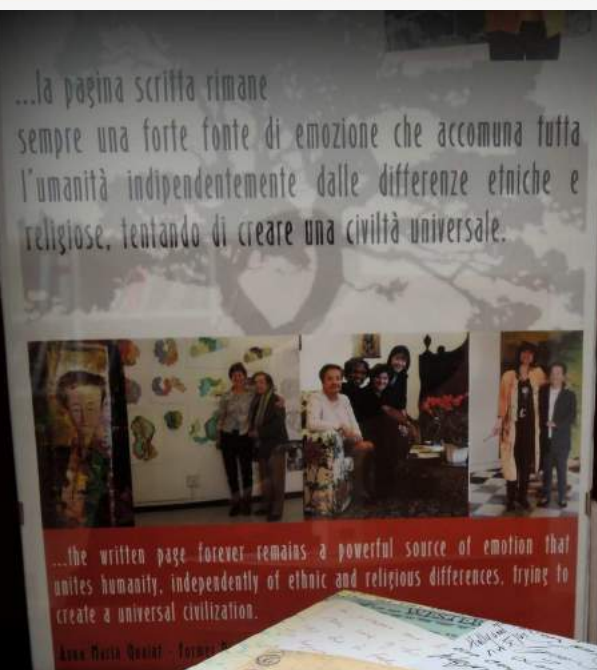 ...la pagina scritta rimane
sempre una forte fonte di emozione che accomuna tutta
l'umanità indipendentemente dalle differenze etniche e
religiose, tentando di creare una civiltà universale.
...the written page forever remains a powerful source of emotion that
unites humanity, independently of ethnic and religious differences, trying to
create a universal civilization.
Anna Maria - Former